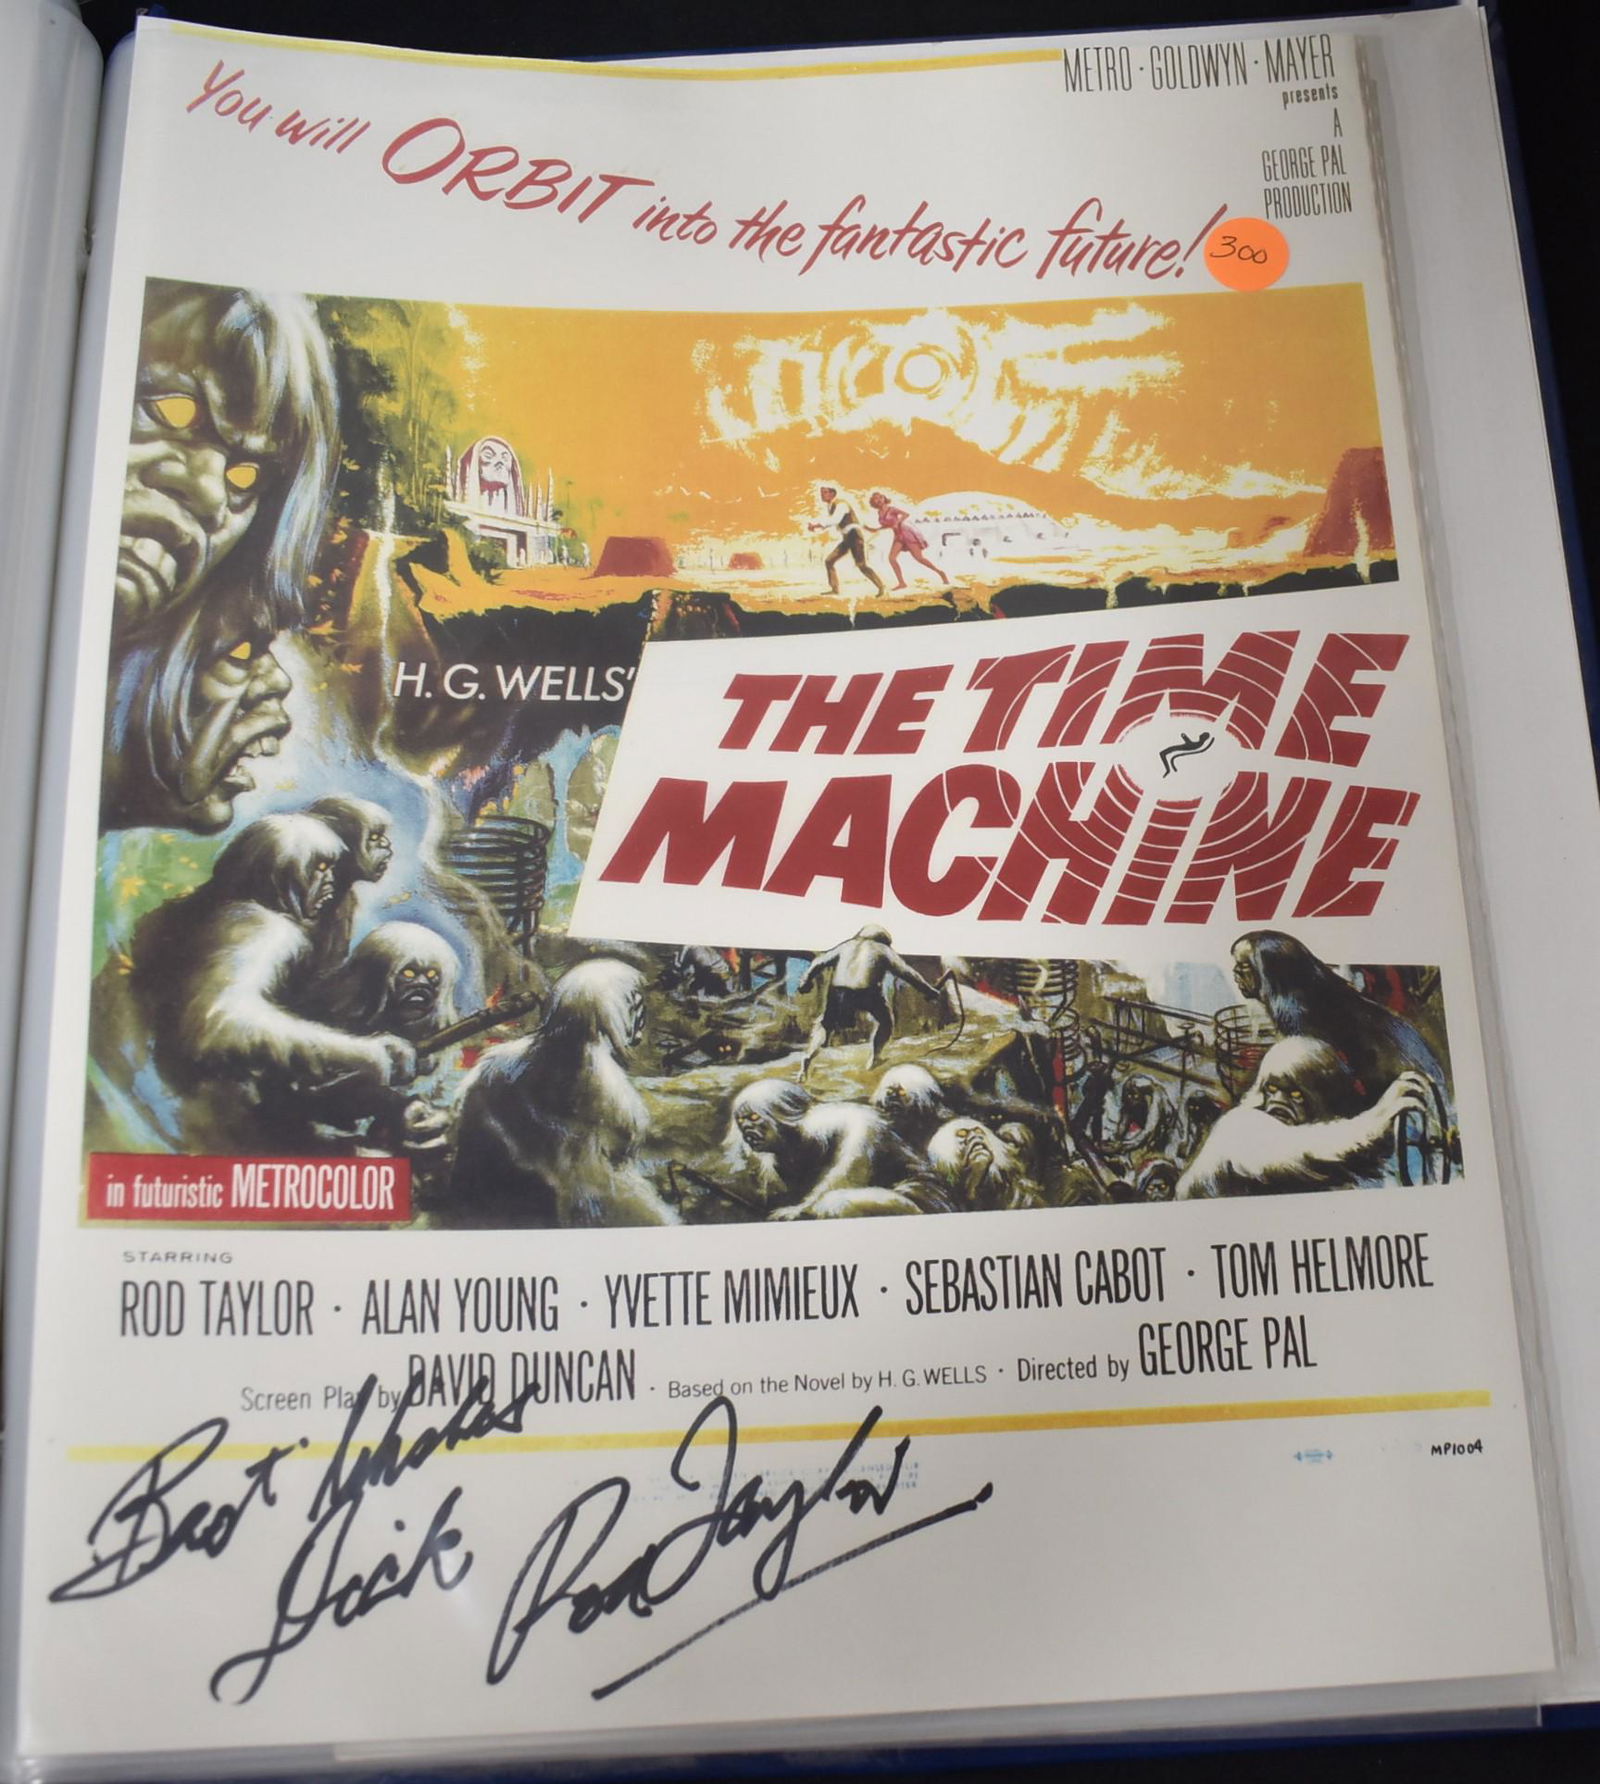 METRO · GOLDWYN · MAYER
presents
A
GEORGE PAL
PRODUCTION
You will ORBIT into the fantastic future!
300
H. G. WELLS'
THE TIME
MACHINE
in futuristic METROCOLOR
STARRING
ROD TAYLOR · ALAN YOUNG · YVETTE MIMIEUX · SEBASTIAN CABOT · TOM HELMORE
Screen Play by DAVID DUNCAN · Based on the Novel by H. G. WELLS · Directed by GEORGE PAL
MP1004
Best Wishes
Jack
Rod Taylor